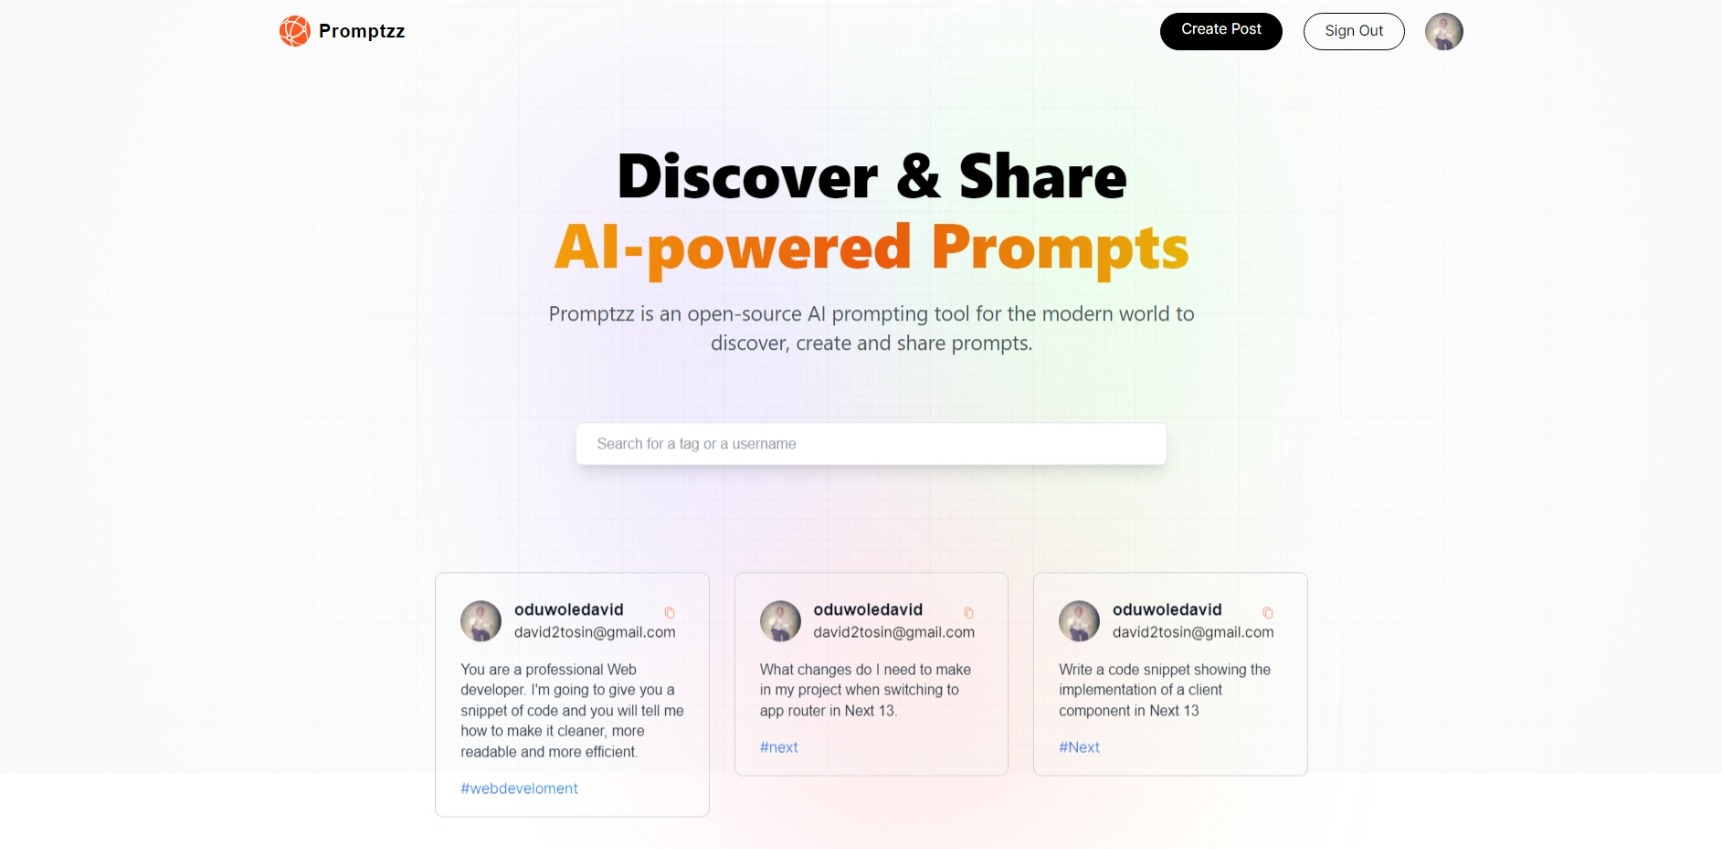 Promptzz
Create Post
Sign Out
Discover & Share
AI-powered Prompts
Promptzz is an open-source AI prompting tool for the modern world to
discover, create and share prompts.
Search for a tag or a username
oduwoledavid
david2tosin@gmail.com
You are a professional Web
developer. I'm going to give you a
snippet of code and you will tell me
how to make it cleaner, more
readable and more efficient.
#webdeveloment
oduwoledavid
david2tosin@gmail.com
What changes do I need to make
in my project when switching to
app router in Next 13.
#next
oduwoledavid
david2tosin@gmail.com
Write a code snippet showing the
implementation of a client
component in Next 13
#Next